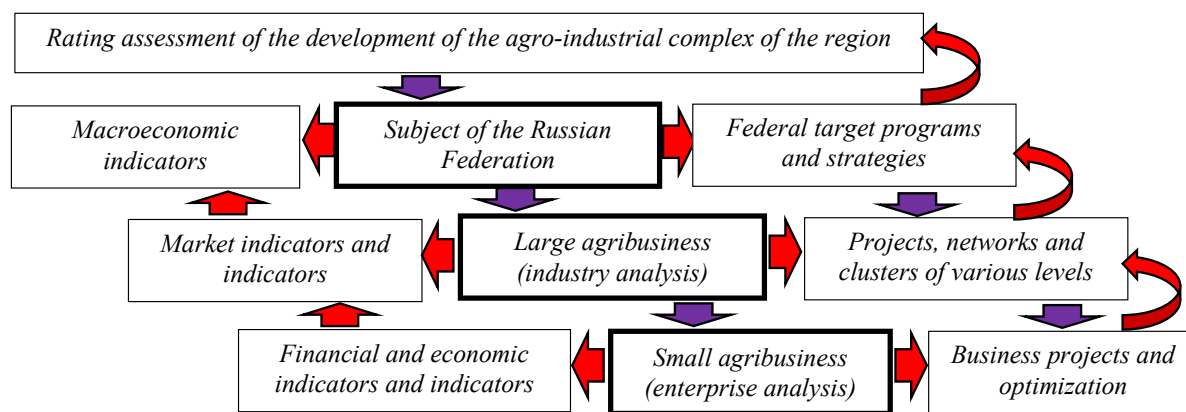 Rating assessment of the development of the agro-industrial complex of the region
Macroeconomic
indicators
Subject of the Russian
Federation
Federal target programs
and strategies
Market indicators and
indicators
Large agribusiness
(industry analysis)
Projects, networks and
clusters of various levels
Financial and economic
indicators and indicators
Small agribusiness
(enterprise analysis)
Business projects and
optimization